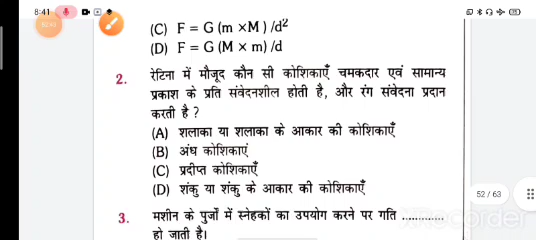 8:41
(C) F = G (m ×M ) /d²
(D) F = G (M × m) /d
2. रेटिना में मौजूद कौन सी कोशिकाएँ चमकदार एवं सामान्य
प्रकाश के प्रति संवेदनशील होती है, और रंग संवेदना प्रदान
करती है ?
(A) शलाका या शलाका के आकार की कोशिकाएँ
(B) अंध कोशिकाएं
(C) प्रदीप्त कोशिकाएँ
(D) शंकु या शंकु के आकार की कोशिकाएँ
52 / 63
3. मशीन के पुर्जों में स्नेहकों का उपयोग करने पर गति ............
हो जाती है।